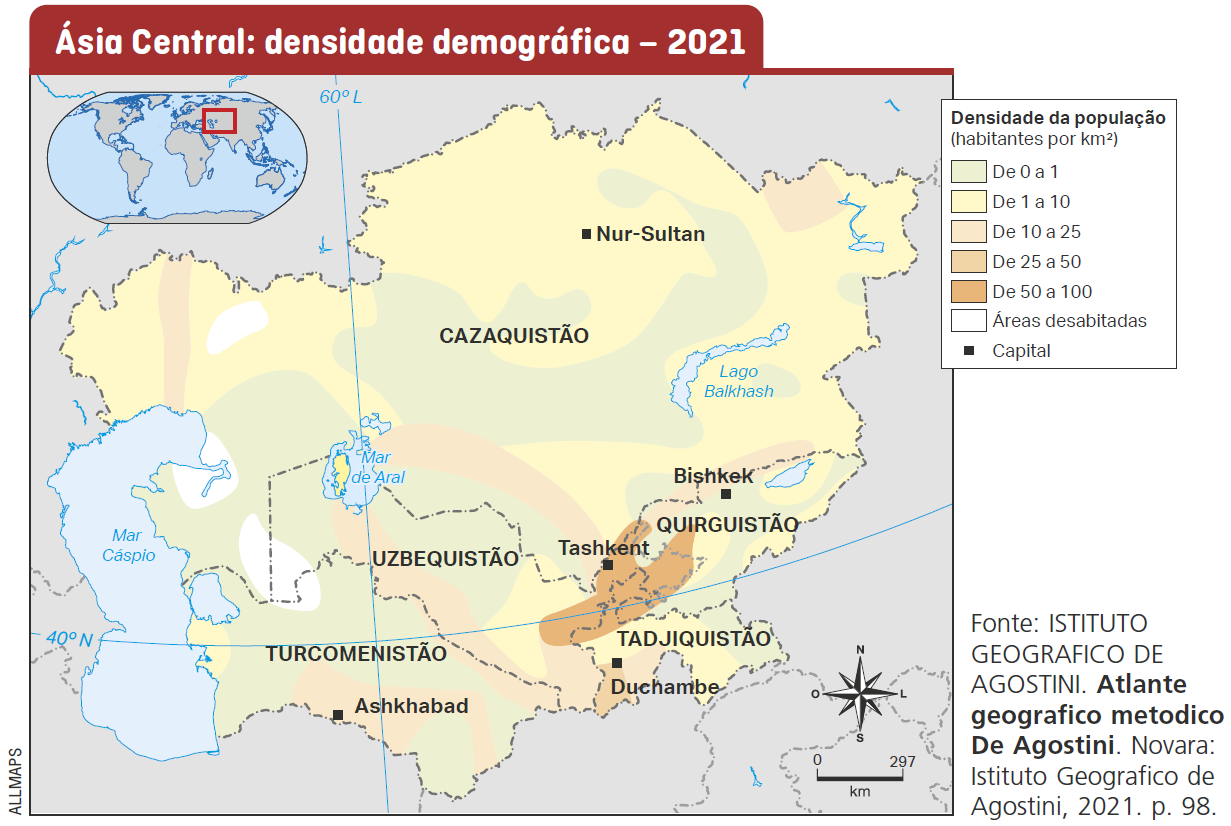 Ásia Central: densidade demográfica – 2021
60º L
Densidade da população
(habitantes por km²)
De 0 a 1
De 1 a 10
De 10 a 25
De 25 a 50
De 50 a 100
Áreas desabitadas
Capital
Nur-Sultan
CAZAQUISTÃO
Lago
Balkhash
Mar
de Aral
Bishkek
QUIRGUISTÃO
Mar
Cáspio
UZBEQUISTÃO
Tashkent
40º N
TADJIQUISTÃO
TURCOMENISTÃO
Duchambe
Ashkhabad
N
O
L
S
0
297
km
ALLMAPS
Fonte: ISTITUTO
GEOGRAFICO DE
AGOSTINI. Atlante
geografico metodico
De Agostini. Novara:
Istituto Geografico de
Agostini, 2021. p. 98.